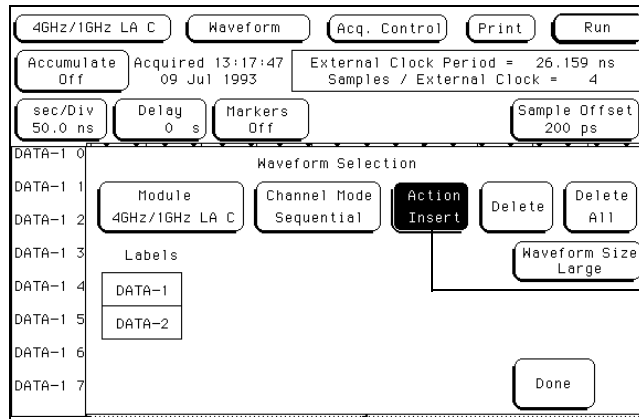 4GHz/1GHz LA C Waveform Acq. Control Print Run
Accumulate
Off
Acquired 13:17:47
09 Jul 1993
External Clock Period = 26.159 ns
Samples / External Clock = 4
sec/Div
50.0 ns
Delay
0 s
Markers
Off
Sample Offset
200 ps
DATA-1 0
DATA-1 1
DATA-1 2
DATA-1 3
DATA-1 4
DATA-1 5
DATA-1 6
DATA-1 7
Waveform Selection
Module
4GHz/1GHz LA C
Channel Mode
Sequential
Action
Insert
Delete
Delete
All
Labels
DATA-1
DATA-2
Waveform Size
Large
Done